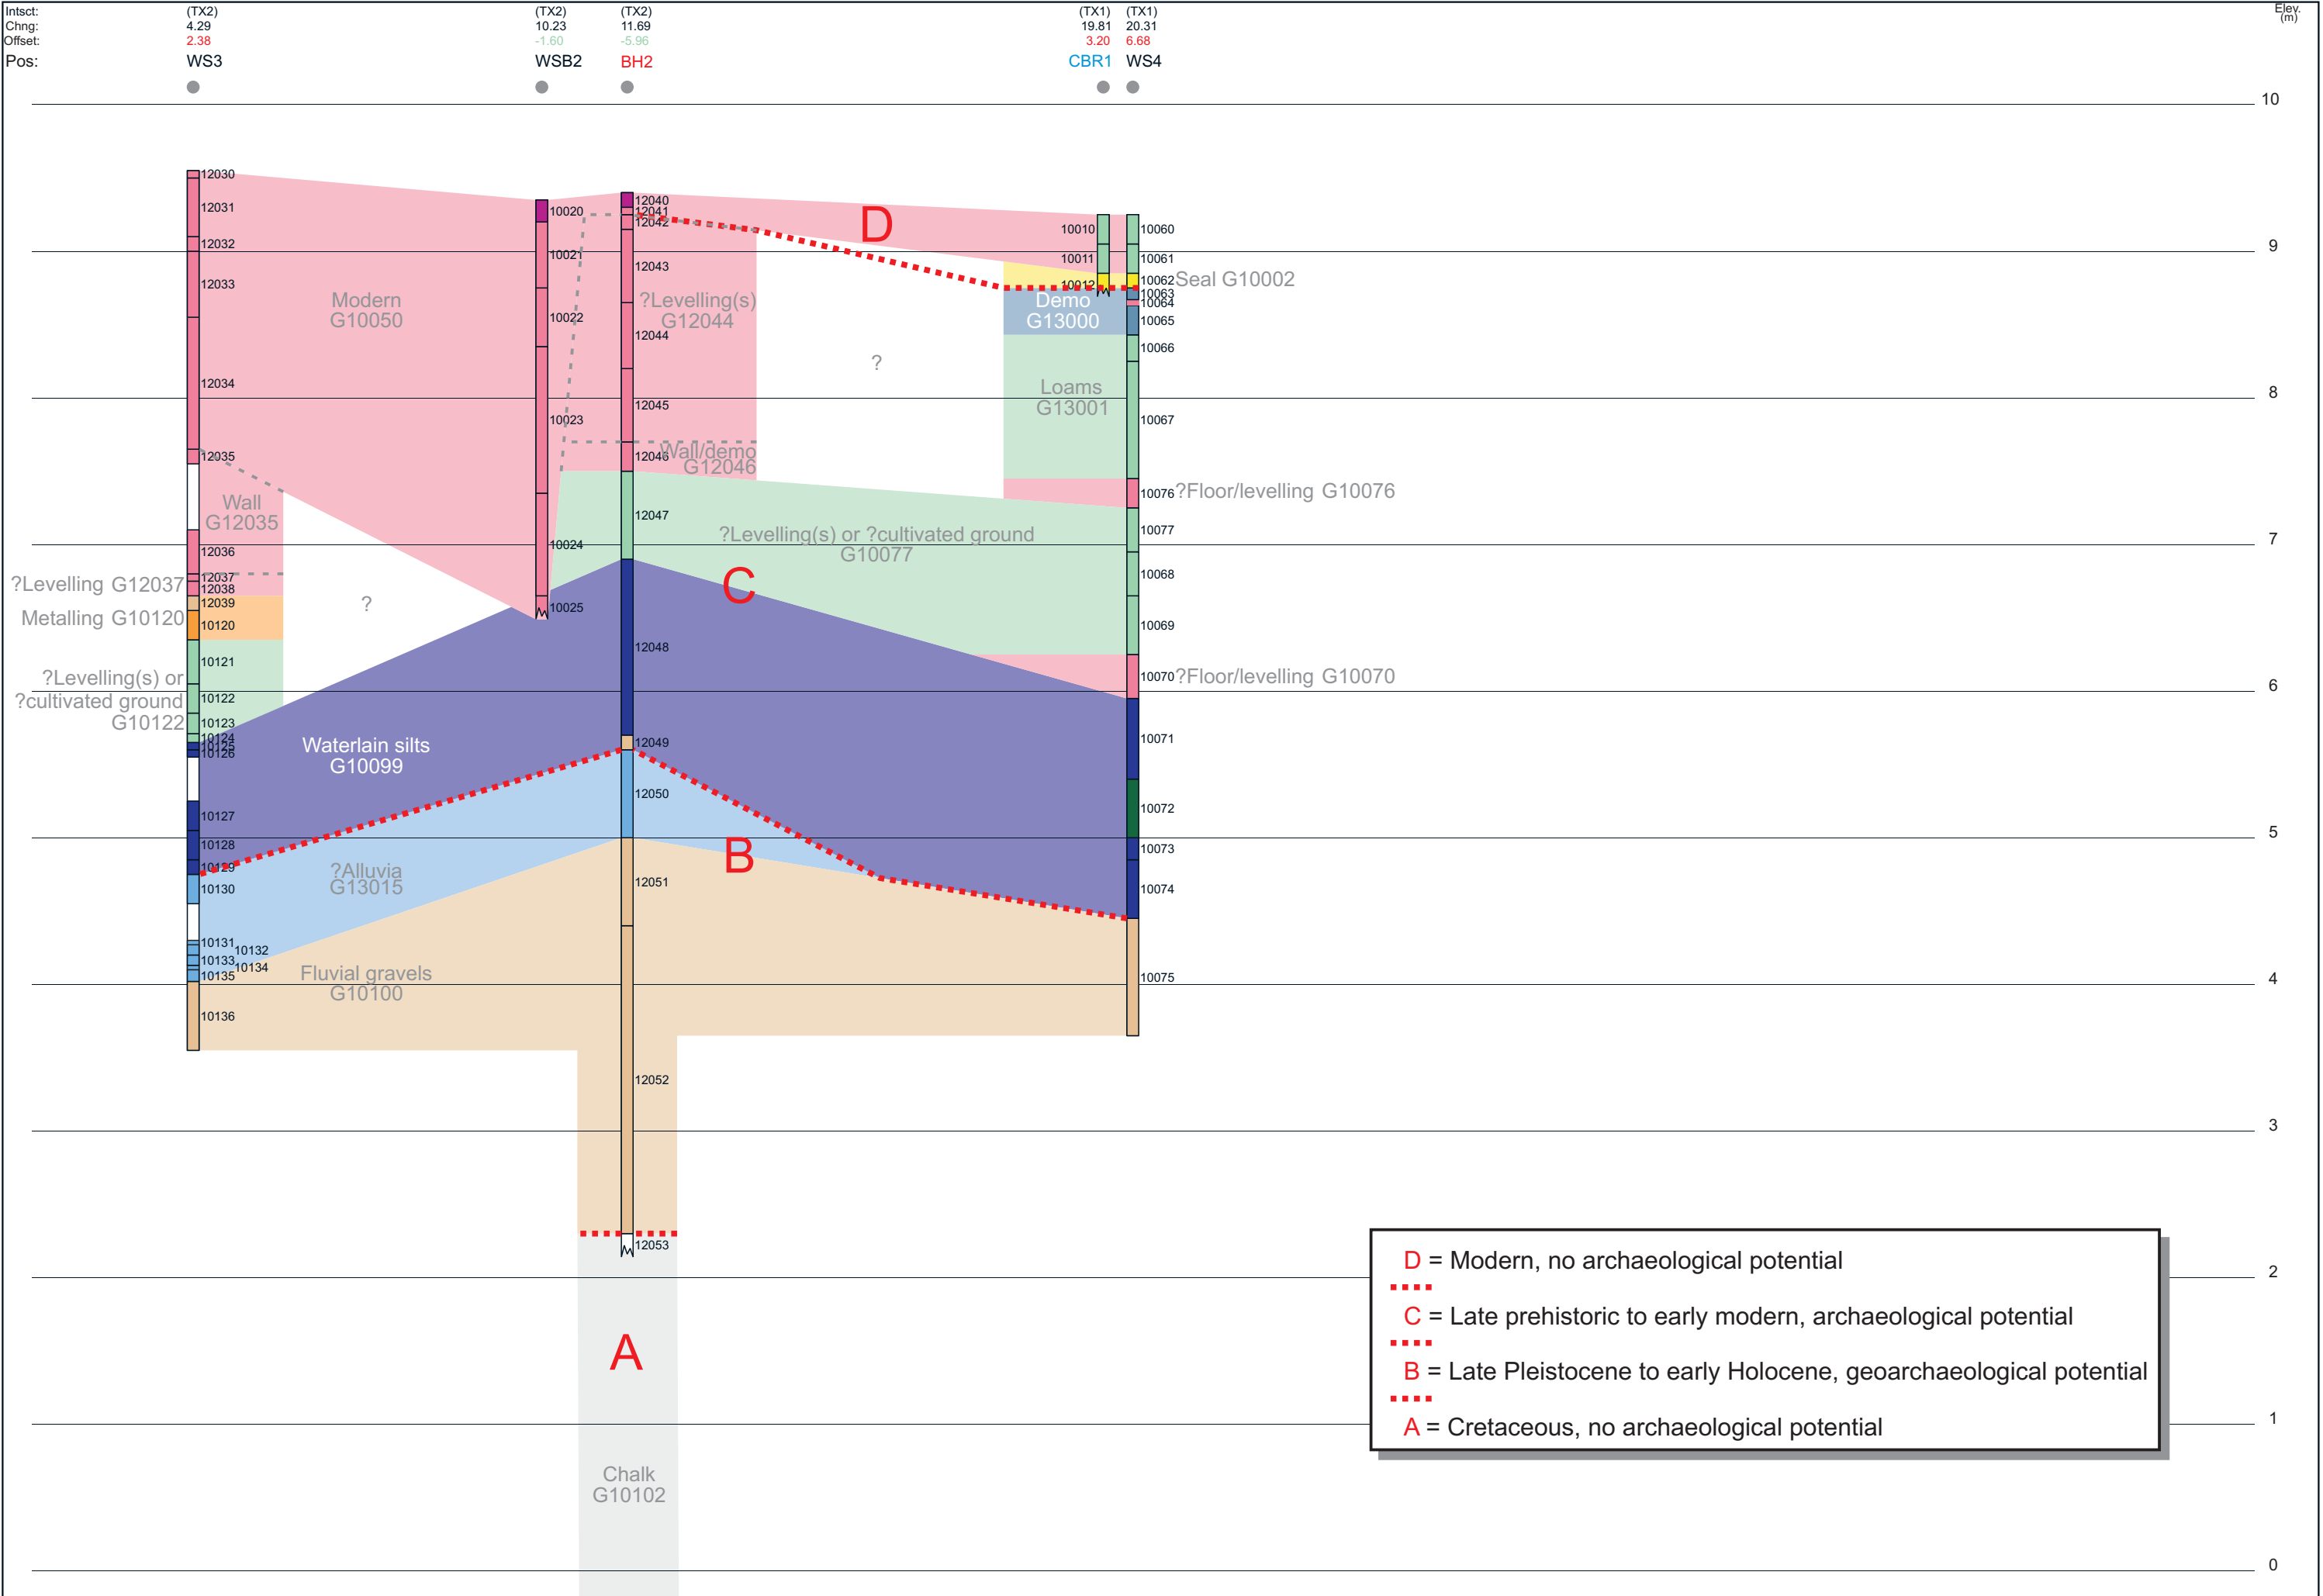 Intsct: (TX2) (TX2) (TX2) (TX1) (TX1) Elev. (m)
Chng: 4.29 10.23 11.69 19.81 20.31
Offset: 2.38 -1.60 -5.96 3.20 6.68
Pos: WS3 WSB2 BH2 CBR1 WS4
10
9
8
7
6
5
4
3
2
1
0
12030
12031
12032
12033
12034
12035
12036
12037
12038
12039
10120
10121
10122
10123
10124
10125
10126
10127
10128
10129
10130
10131
10132
10133
10134
10135
10136
?Levelling G12037
Metalling G10120
?Levelling(s) or
?cultivated ground
G10122
Wall
G12035
Modern
G10050
?
Waterlain silts
G10099
?Alluvia
G13015
Fluvial gravels
G10100
10020
10021
10022
10023
10024
10025
12040
12041
12042
12043
12044
12045
12046
12047
12048
12049
12050
12051
12052
12053
?Levelling(s)
G12044
Wall/demo
G12046
D
?
?Levelling(s) or ?cultivated ground
G10077
C
B
A
Chalk
G10102
10010
10011
10012
Demo
G13000
Loams
G13001
10060
10061
10062
10063
10064
10065
10066
10067
10076
10077
10068
10069
10070
10071
10072
10073
10074
10075
Seal G10002
?Floor/levelling G10076
?Floor/levelling G10070
D = Modern, no archaeological potential
C = Late prehistoric to early modern, archaeological potential
B = Late Pleistocene to early Holocene, geoarchaeological potential
A = Cretaceous, no archaeological potential